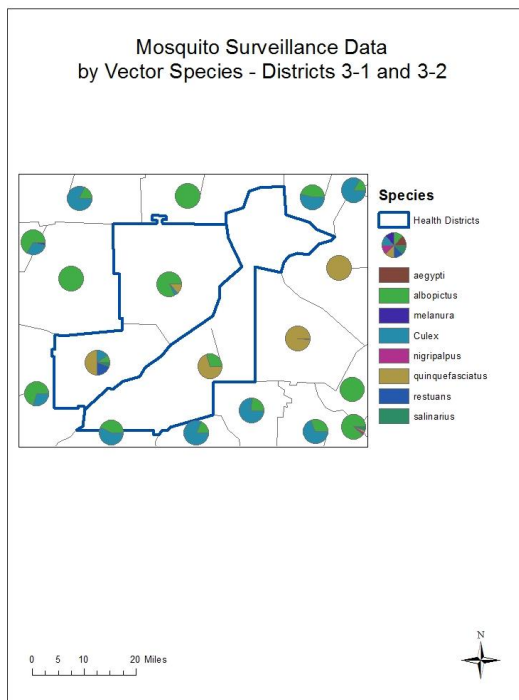 Mosquito Surveillance Data
by Vector Species - Districts 3-1 and 3-2
Species
Health Districts
aegypti
albopictus
melanura
Culex
nigripalpus
quinquefasciatus
restuans
salinarius
N
0 5 10 20 Miles